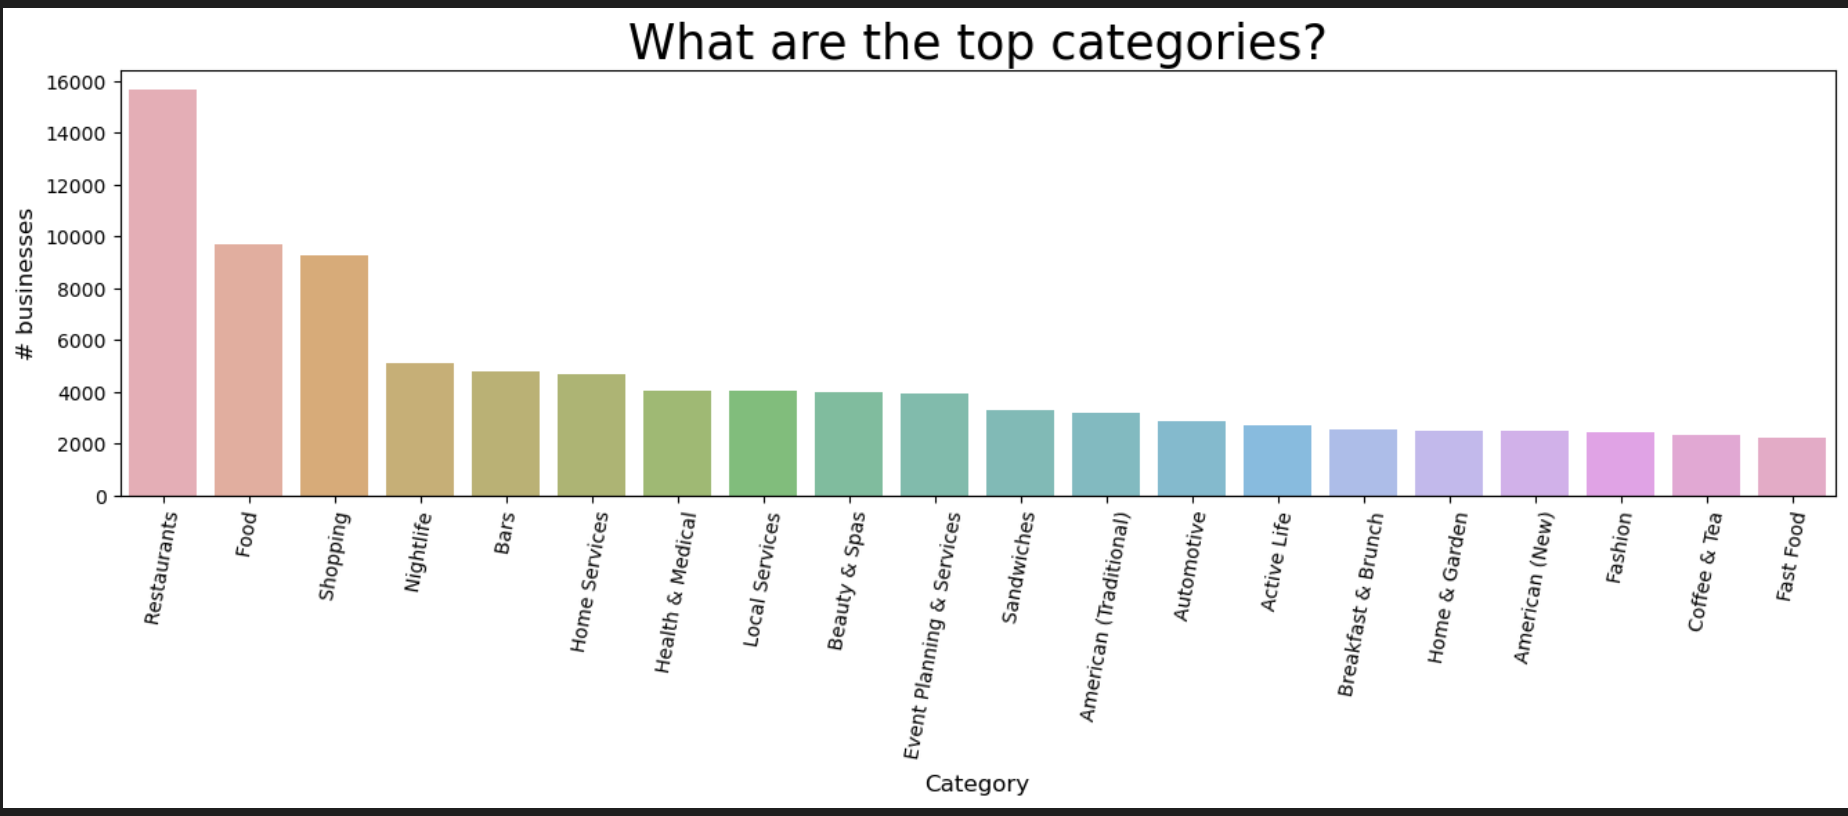 What are the top categories?
# businesses
16000
14000
12000
10000
8000
6000
4000
2000
0
Restaurants
Food
Shopping
Nightlife
Bars
Home Services
Health & Medical
Local Services
Beauty & Spas
Event Planning & Services
Sandwiches
American (Traditional)
Automotive
Active Life
Breakfast & Brunch
Home & Garden
American (New)
Fashion
Coffee & Tea
Fast Food
Category